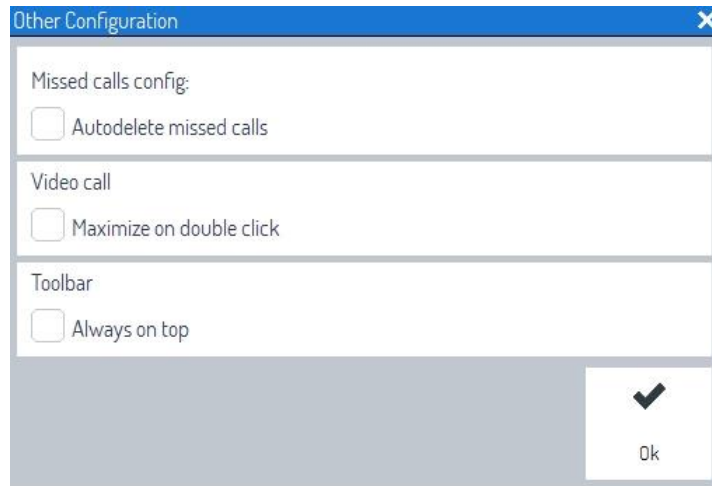 Other Configuration
Missed calls config:
Autodelete missed calls
Video call
Maximize on double click
Toolbar
Always on top
Ok